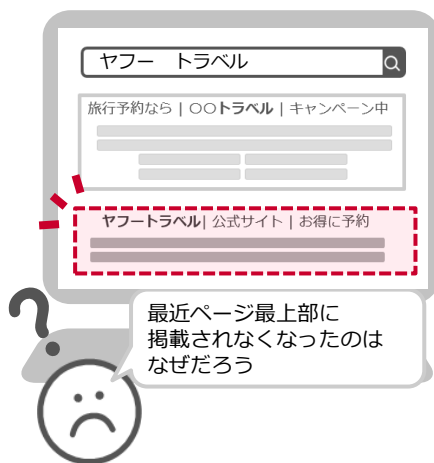 ヤフー　トラベル
旅行予約なら | 〇〇トラベル | キャンペーン中
ヤフートラベル| 公式サイト | お得に予約
最近ページ最上部に
掲載されなくなったのは
なぜだろう
?